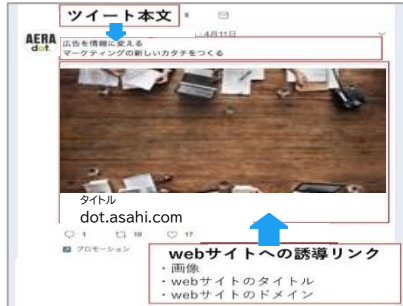 ツイート本文
4月11日
AERA
dot.
広告を情報に変える
マーケティングの新しいカタチをつくる
タイトル
dot.asahi.com
1 18 17
プロモーション
webサイトへの誘導リンク
・画像
・webサイトのタイトル
・webサイトのドメイン